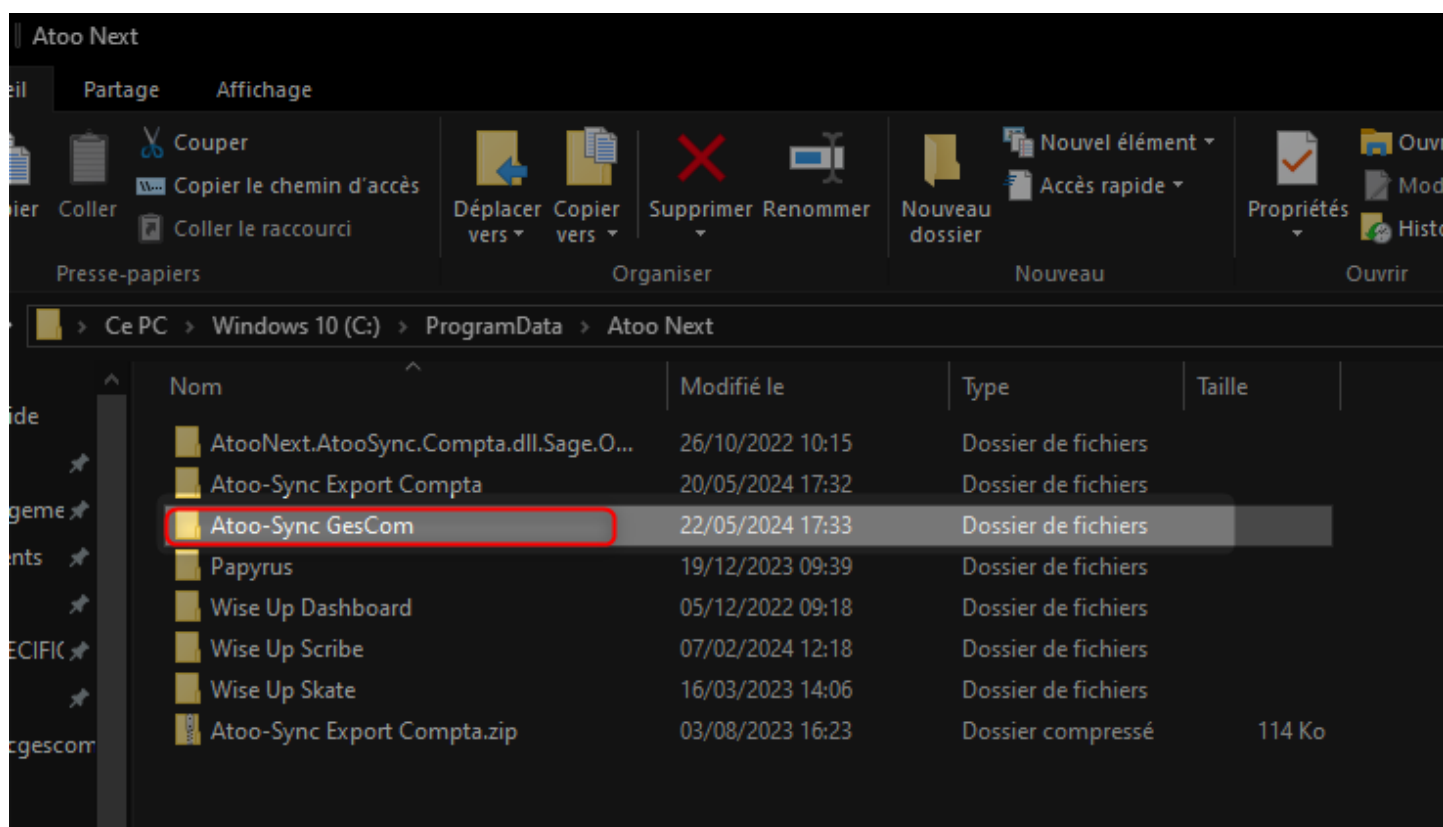 Atoo Next
Partage Affichage
Couper
Copier le chemin d'accès
Coller le raccourci
Coller
Déplacer vers
Copier vers
Supprimer
Renommer
Nouveau dossier
Nouvel élément
Accès rapide
Propriétés
Presse-papiers Organiser Nouveau Ouvrir
Ce PC > Windows 10 (C:) > ProgramData > Atoo Next
Nom Modifié le Type Taille
AtooNext.AtooSync.Compta.dll.Sage.O... 26/10/2022 10:15 Dossier de fichiers
Atoo-Sync Export Compta 20/05/2024 17:32 Dossier de fichiers
Atoo-Sync GesCom 22/05/2024 17:33 Dossier de fichiers
Papyrus 19/12/2023 09:39 Dossier de fichiers
Wise Up Dashboard 05/12/2022 09:18 Dossier de fichiers
Wise Up Scribe 07/02/2024 12:18 Dossier de fichiers
Wise Up Skate 16/03/2023 14:06 Dossier de fichiers
Atoo-Sync Export Compta.zip 03/08/2023 16:23 Dossier compressé 114 Ko